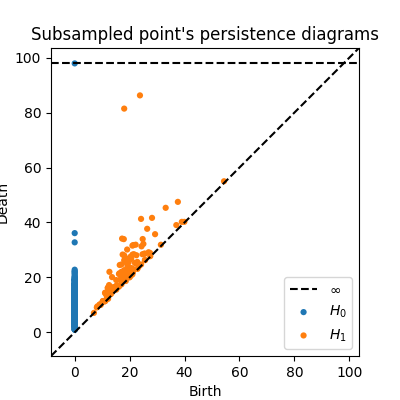 Subsampled point's persistence diagrams
100
80
60
40
20
0
Death
∞
H₀
H₁
0 20 40 60 80 100
Birth